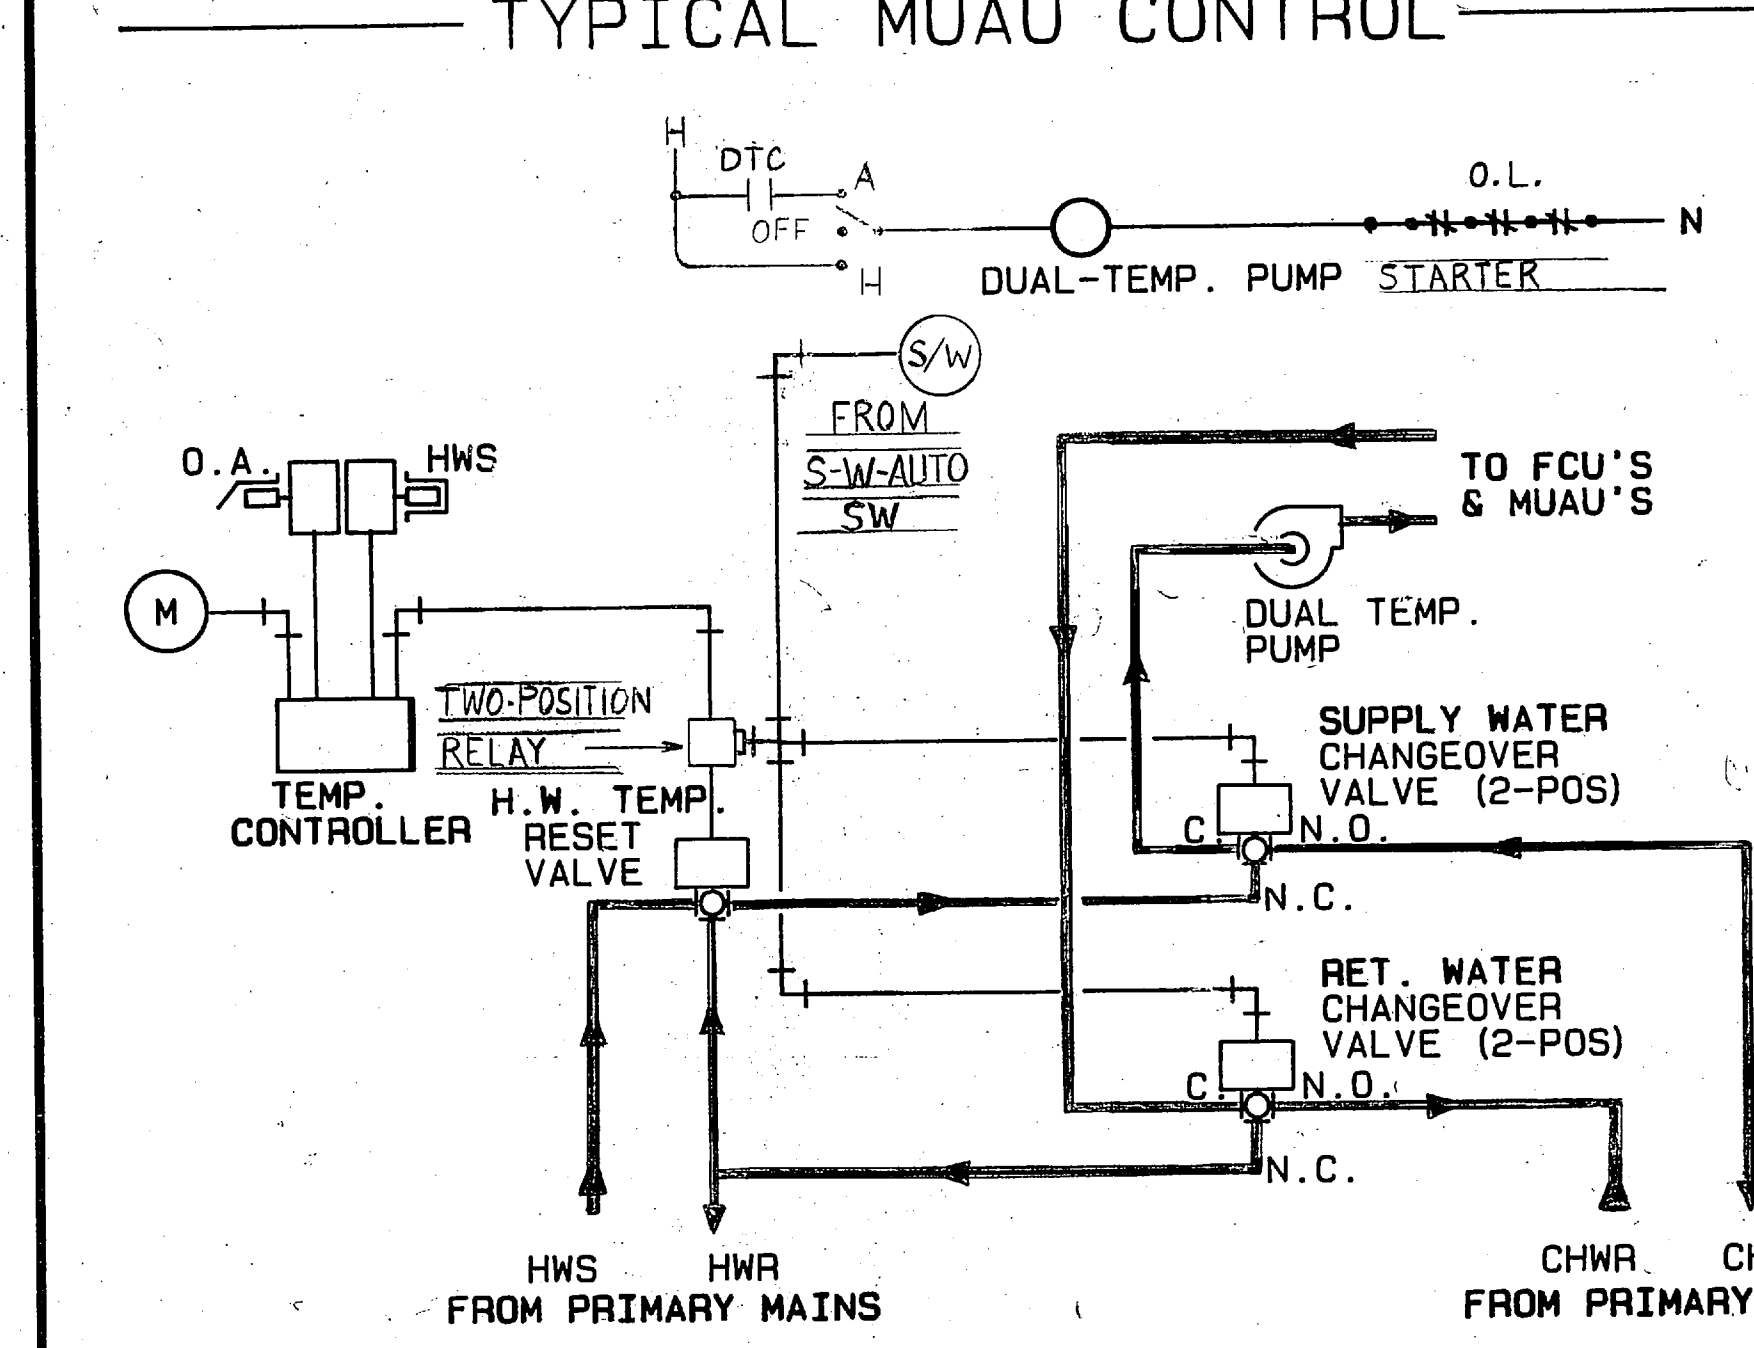 TYPICAL MUAU CONTROL
H
DTC
A
OFF
H
O.L.
N
DUAL-TEMP. PUMP STARTER
S/W
FROM
S-W-AUTO
SW
O.A.
HWS
M
TO FCU'S
& MUAU'S
DUAL TEMP.
PUMP
TWO-POSITION
RELAY
TEMP.
CONTROLLER
H.W. TEMP.
RESET
VALVE
SUPPLY WATER
CHANGEOVER
VALVE (2-POS)
C.
N.O.
N.C.
RET. WATER
CHANGEOVER
VALVE (2-POS)
C.
N.O.
N.C.
HWS
HWR
FROM PRIMARY MAINS
CHWR
FROM PRIMARY